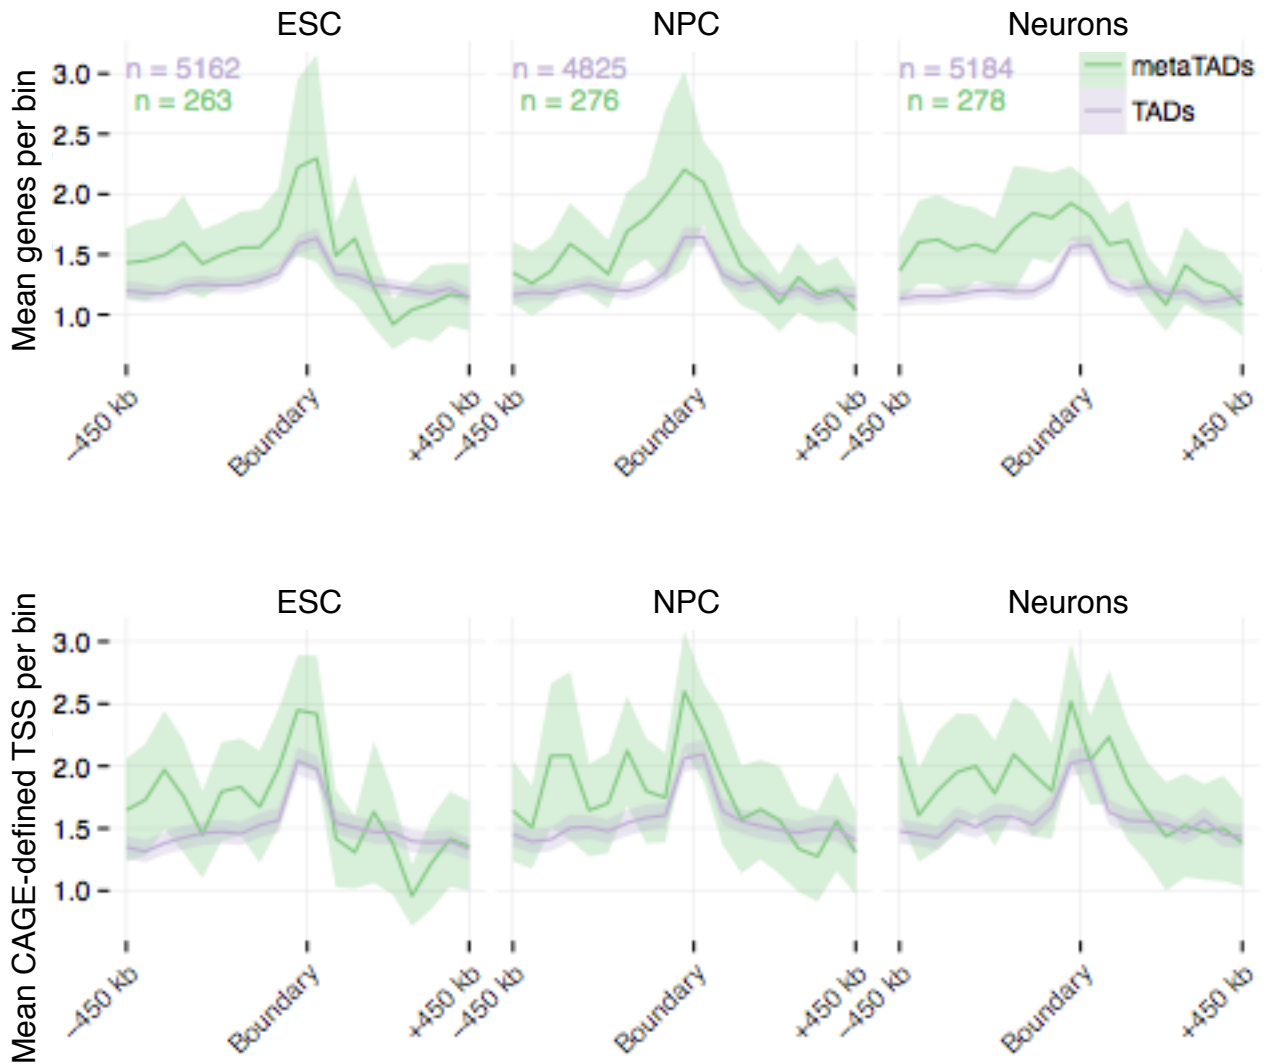 ESC NPC Neurons
Mean genes per bin
3.0
2.5
2.0
1.5
1.0
n = 5162
n = 263
n = 4825
n = 276
n = 5184
n = 278
metaTADs
TADs
–450 kb Boundary +450 kb –450 kb Boundary +450 kb –450 kb Boundary +450 kb
ESC NPC Neurons
Mean CAGE-defined TSS per bin
3.0
2.5
2.0
1.5
1.0
–450 kb Boundary +450 kb –450 kb Boundary +450 kb –450 kb Boundary +450 kb